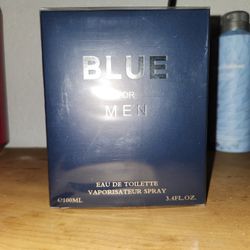 BLUE
FOR
MEN
EAU DE TOILETTE
VAPORISATEUR SPRAY
℮100ML 3.4FL.OZ.